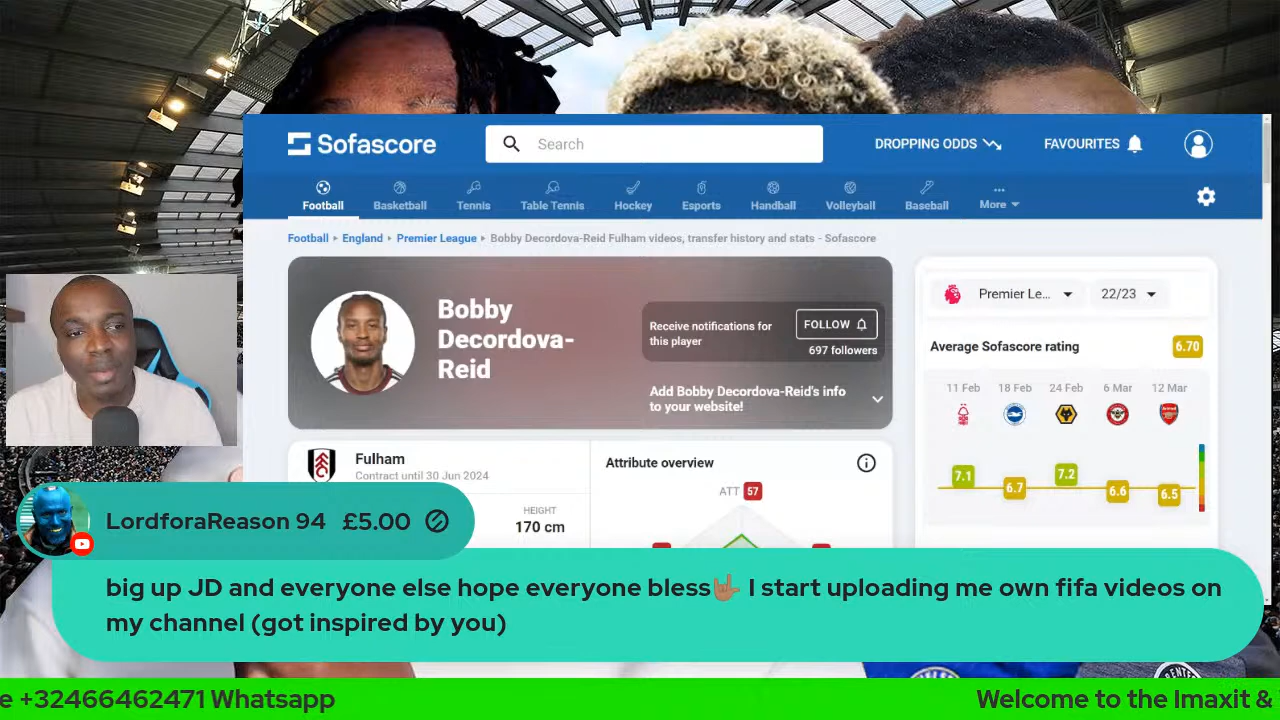 Sofascore
Search
DROPPING ODDS
FAVOURITES
Football
Basketball
Tennis
Table Tennis
Hockey
Esports
Handball
Volleyball
Baseball
More
Football England Premier League Bobby Decordova-Reid Fulham videos, transfer history and stats - Sofascore
Bobby
Decordova-
Reid
Receive notifications for
this player
FOLLOW
697 followers
Add Bobby Decordova-Reid's info
to your website!
Premier Le...
22/23
Average Sofascore rating
6.70
11 Feb 18 Feb 24 Feb 6 Mar 12 Mar
7.1 6.7 7.2 6.6 6.5
Fulham
Contract until 30 Jun 2024
HEIGHT
170 cm
Attribute overview
ATT 57
LordforaReason 94 £5.00
big up JD and everyone else hope everyone bless🤟🏽 I start uploading me own fifa videos on
my channel (got inspired by you)
e +32466462471 Whatsapp
Welcome to the Imaxit &